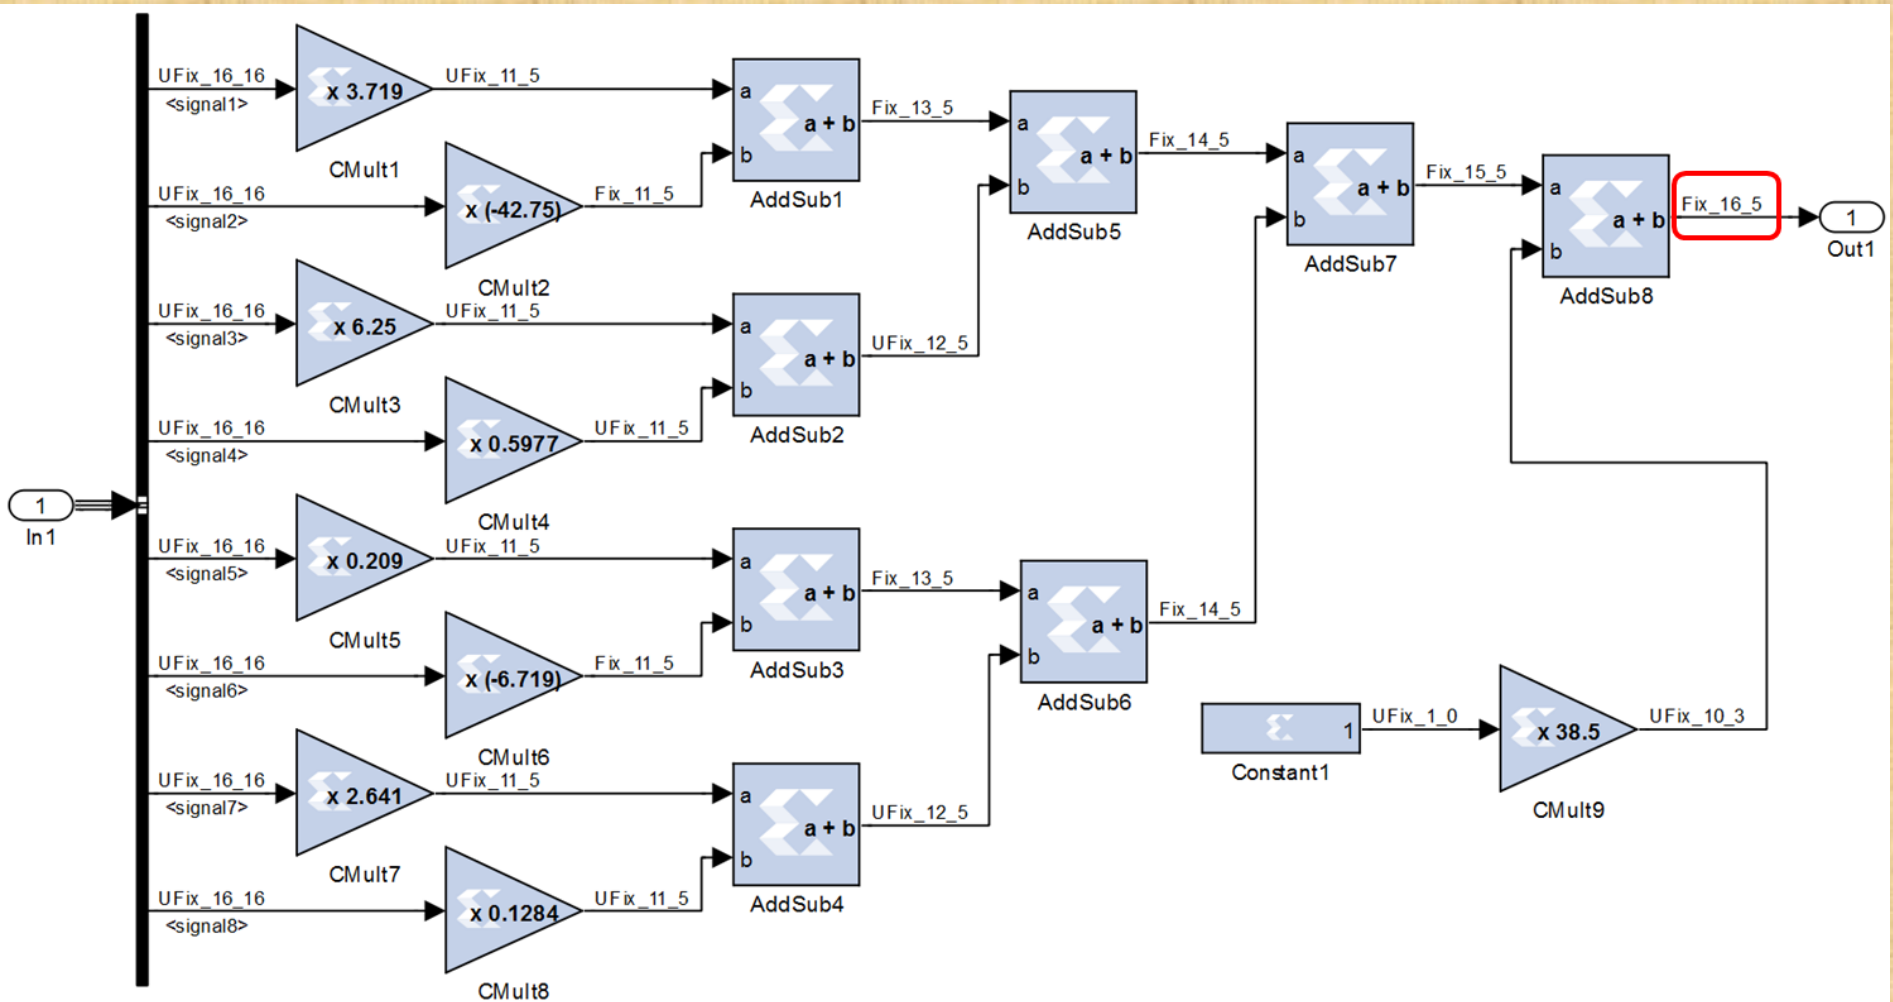 UFix_16_16
<signal1>
x 3.719
CMult1
UFix_11_5
UFix_16_16
<signal2>
x (-42.75)
CMult2
Fix_11_5
a
b
a + b
AddSub1
Fix_13_5
UFix_16_16
<signal3>
x 6.25
CMult3
UFix_11_5
UFix_16_16
<signal4>
x 0.5977
CMult4
UFix_11_5
a
b
a + b
AddSub2
UFix_12_5
a
b
a + b
AddSub5
Fix_14_5
1
In1
UFix_16_16
<signal5>
x 0.209
CMult5
UFix_11_5
UFix_16_16
<signal6>
x (-6.719)
CMult6
Fix_11_5
a
b
a + b
AddSub3
Fix_13_5
UFix_16_16
<signal7>
x 2.641
CMult7
UFix_11_5
UFix_16_16
<signal8>
x 0.1284
CMult8
UFix_11_5
a
b
a + b
AddSub4
UFix_12_5
a
b
a + b
AddSub6
Fix_14_5
a
b
a + b
AddSub7
Fix_15_5
1
Constant1
UFix_1_0
x 38.5
CMult9
UFix_10_3
a
b
a + b
AddSub8
Fix_16_5
1
Out1